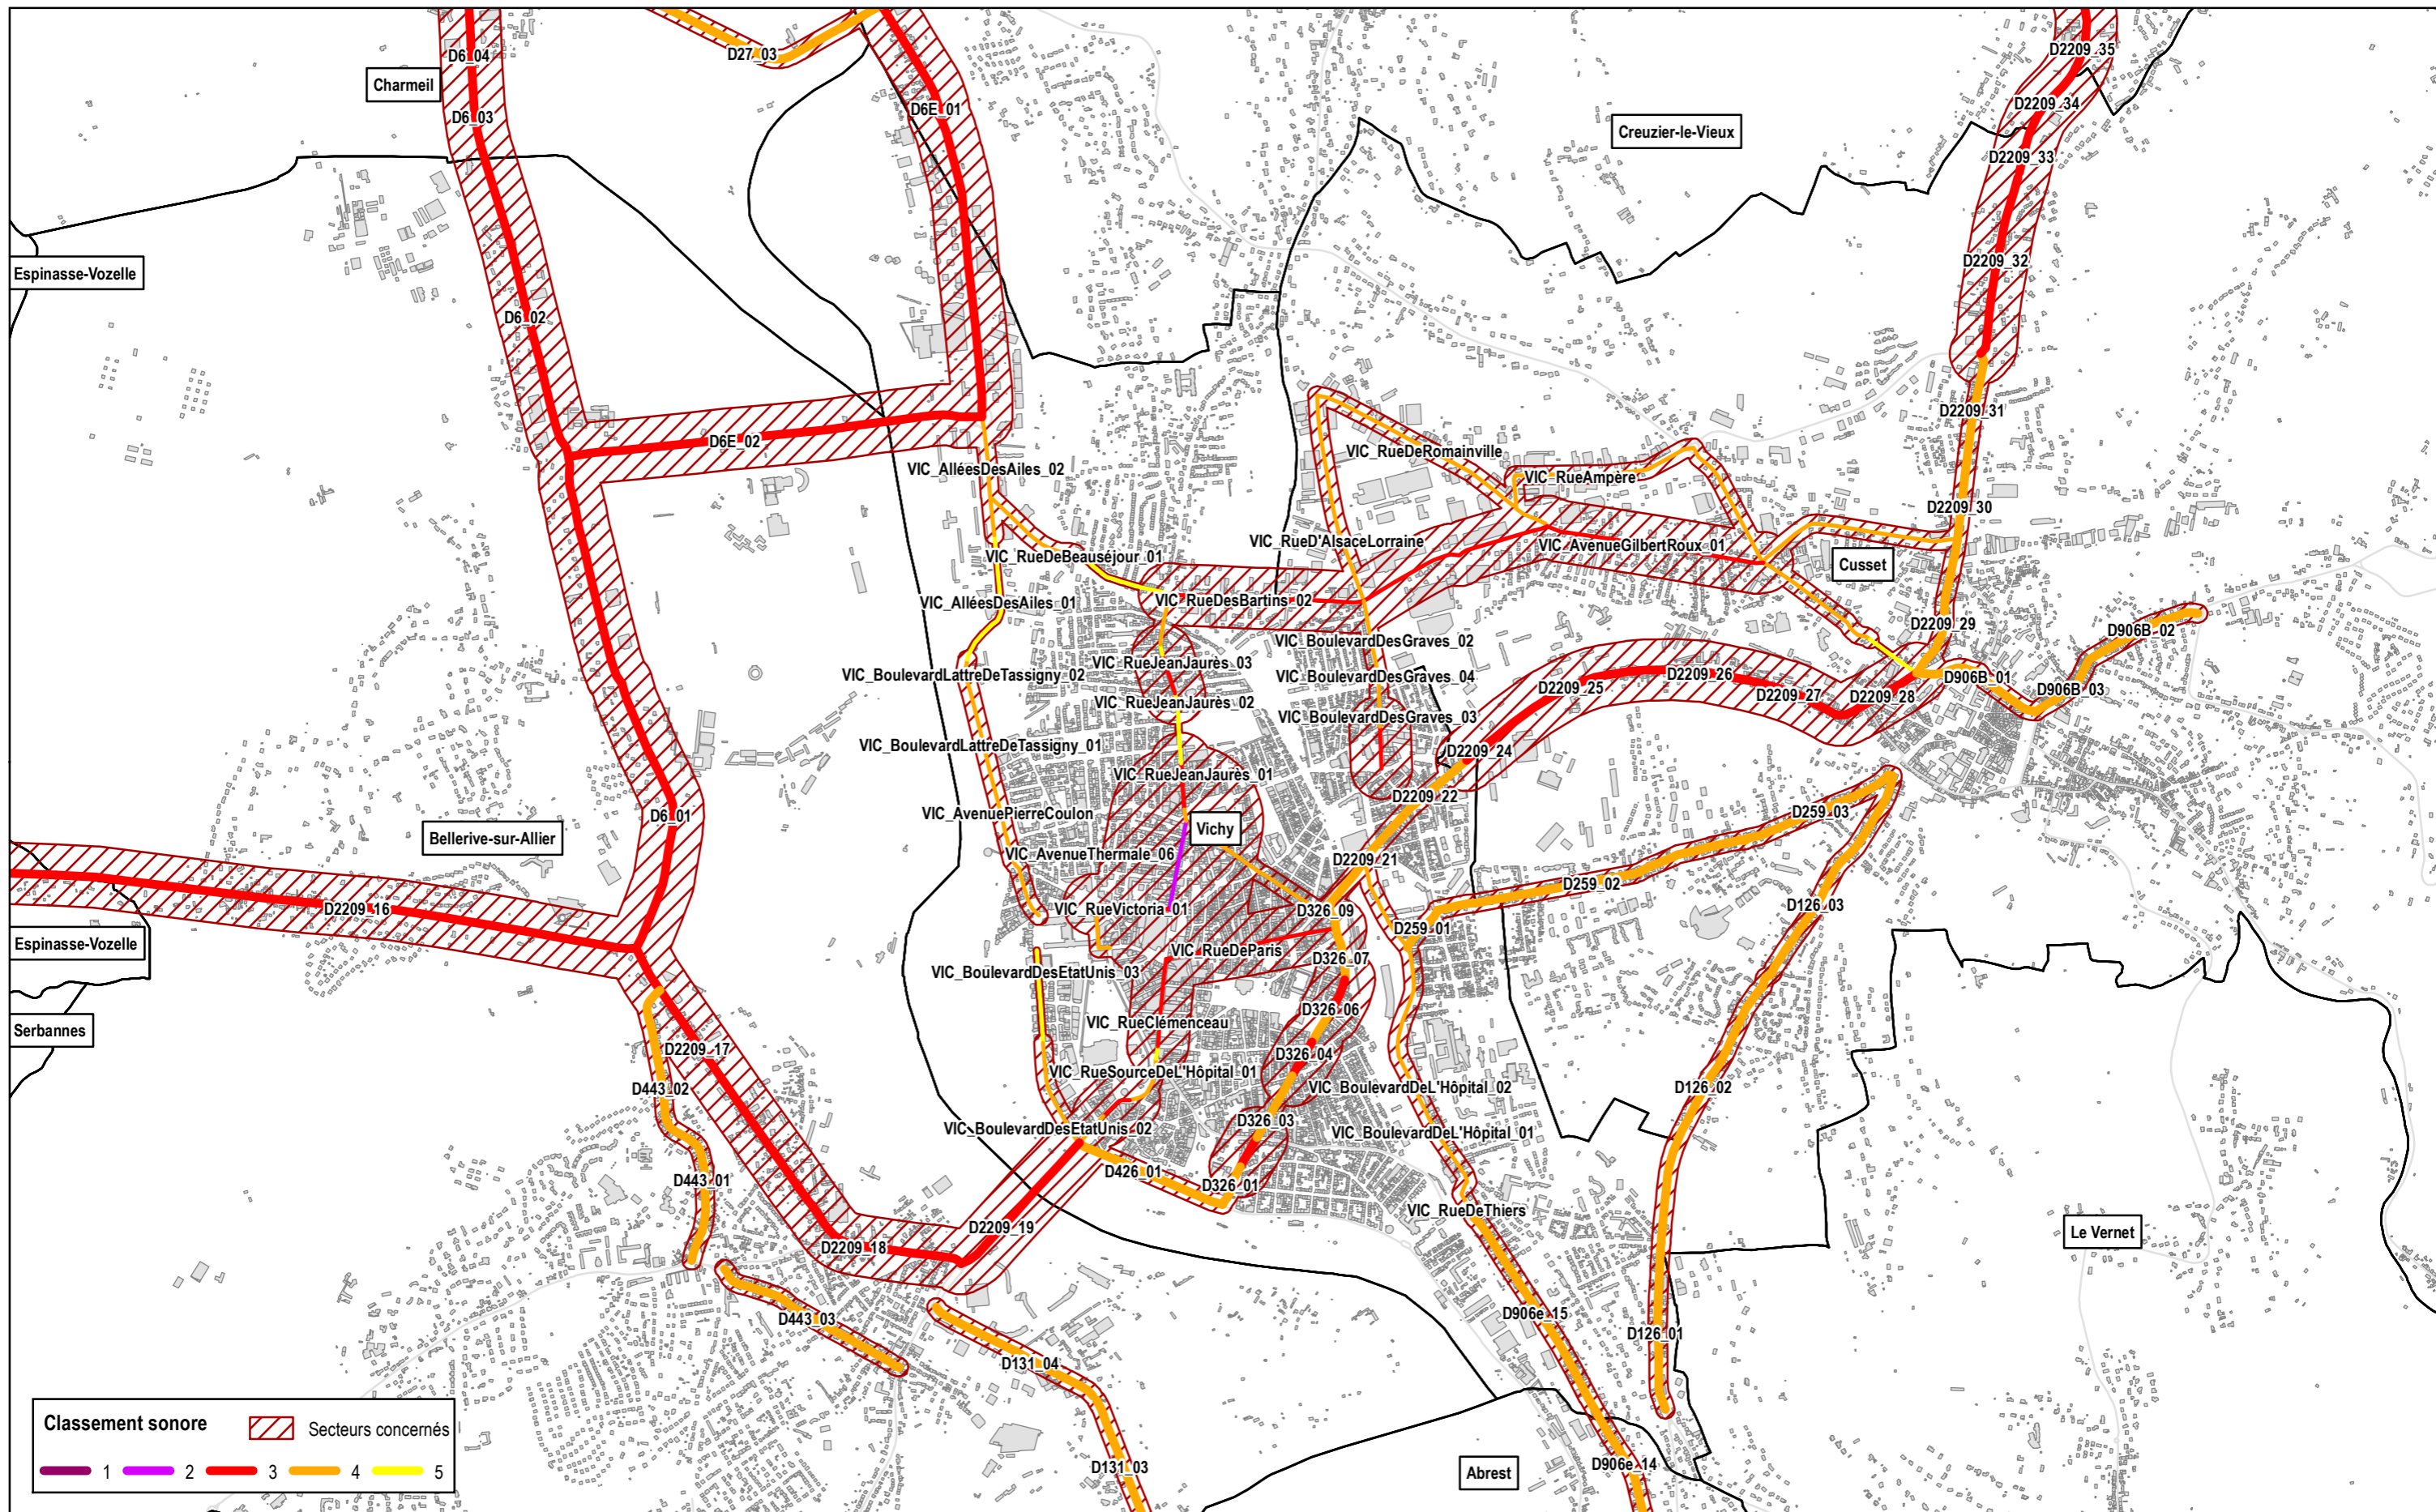 D27_03
D2209_35
D6_04
Charmeil
D6E_01
D2209_34
D6_03
Creuzier-le-Vieux
D2209_33
D2209_32
Espinasse-Vozelle
D6_02
D2209_31
D6E_02
VIC_RueDeRomainville
VIC_AlléesDesAiles_02
VIC_RueAmpère
D2209_30
VIC_RueD'AlsaceLorraine
VIC_AvenueGilbertRoux_01
VIC_RueDeBeauséjour_01
Cusset
VIC_RueDesBartins_02
VIC_AlléesDesAiles_01
D2209_29
D906B_02
VIC_BoulevardDesGraves_02
VIC_RueJeanJaurès_03
VIC_BoulevardLattreDeTassigny_02
VIC_BoulevardDesGraves_04
D2209_26
D906B_01
D2209_25
D906B_03
D2209_27
D2209_28
VIC_RueJeanJaurès_02
VIC_BoulevardDesGraves_03
VIC_BoulevardLattreDeTassigny_01
D2209_24
VIC_RueJeanJaurès_01
D2209_22
D259_03
VIC_AvenuePierreCoulon
D6_01
Vichy
Bellerive-sur-Allier
VIC_AvenueThermale_06
D2209_21
D259_02
D126_03
D2209_16
VIC_RueVictoria_01
D326_09
D259_01
Espinasse-Vozelle
VIC_RueDeParis
D326_07
VIC_BoulevardDesEtatUnis_03
D326_06
VIC_RueClémenceau
Serbannes
D2209_17
D326_04
VIC_RueSourceDeL'Hôpital_01
D443_02
VIC_BoulevardDeL'Hôpital_02
D126_02
D326_03
VIC_BoulevardDesEtatUnis_02
VIC_BoulevardDeL'Hôpital_01
D426_01
D443_01
D326_01
VIC_RueDeThiers
D2209_19
Le Vernet
D2209_18
D906e_15
D443_03
D126_01
D131_04
Classement sonore
Secteurs concernés
1 2 3 4 5
D131_03
D906e_14
Abrest